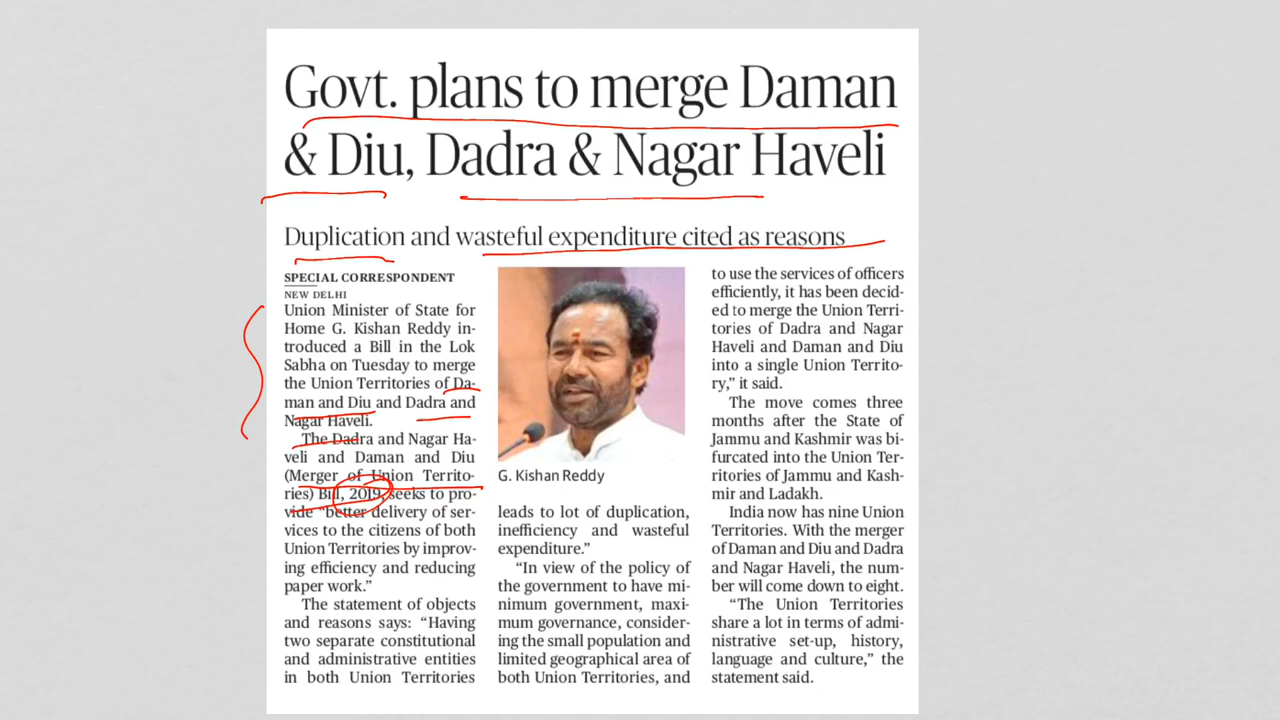 Govt. plans to merge Daman
& Diu, Dadra & Nagar Haveli
Duplication and wasteful expenditure cited as reasons
SPECIAL CORRESPONDENT
NEW DELHI
Union Minister of State for
Home G. Kishan Reddy in-
troduced a Bill in the Lok
Sabha on Tuesday to merge
the Union Territories of Da-
man and Diu and Dadra and
Nagar Haveli.
The Dadra and Nagar Ha-
veli and Daman and Diu
(Merger of Union Territo-
ries) Bill, 2019, seeks to pro-
vide “better delivery of ser-
vices to the citizens of both
Union Territories by improv-
ing efficiency and reducing
paper work.”
The statement of objects
and reasons says: “Having
two separate constitutional
and administrative entities
in both Union Territories
G. Kishan Reddy
leads to lot of duplication,
inefficiency and wasteful
expenditure.”
“In view of the policy of
the government to have mi-
nimum government, maxi-
mum governance, consider-
ing the small population and
limited geographical area of
both Union Territories, and
to use the services of officers
efficiently, it has been decid-
ed to merge the Union Terri-
tories of Dadra and Nagar
Haveli and Daman and Diu
into a single Union Territo-
ry,” it said.
The move comes three
months after the State of
Jammu and Kashmir was bi-
furcated into the Union Ter-
ritories of Jammu and Kash-
mir and Ladakh.
India now has nine Union
Territories. With the merger
of Daman and Diu and Dadra
and Nagar Haveli, the num-
ber will come down to eight.
“The Union Territories
share a lot in terms of admi-
nistrative set-up, history,
language and culture,” the
statement said.